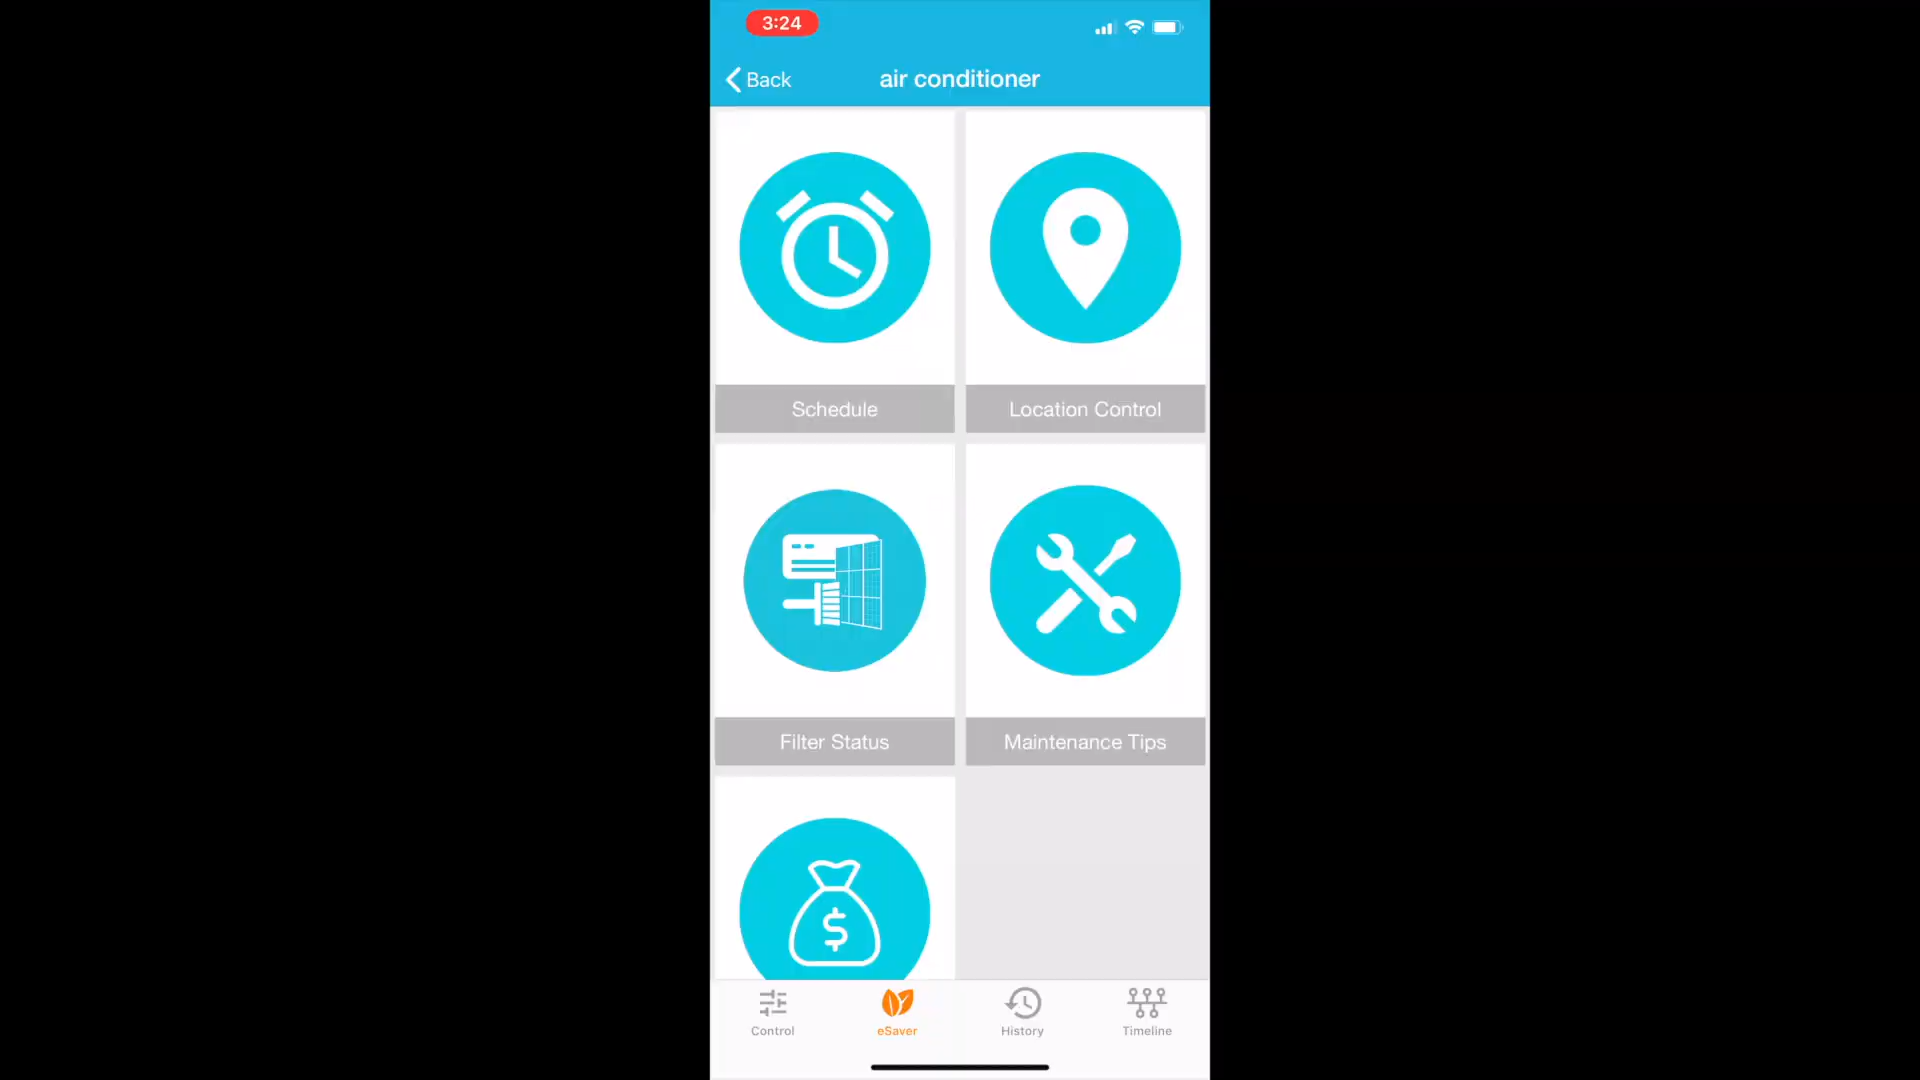 3:24
Back
air conditioner
Schedule
Location Control
Filter Status
Maintenance Tips
$
Control
eSaver
History
Timeline